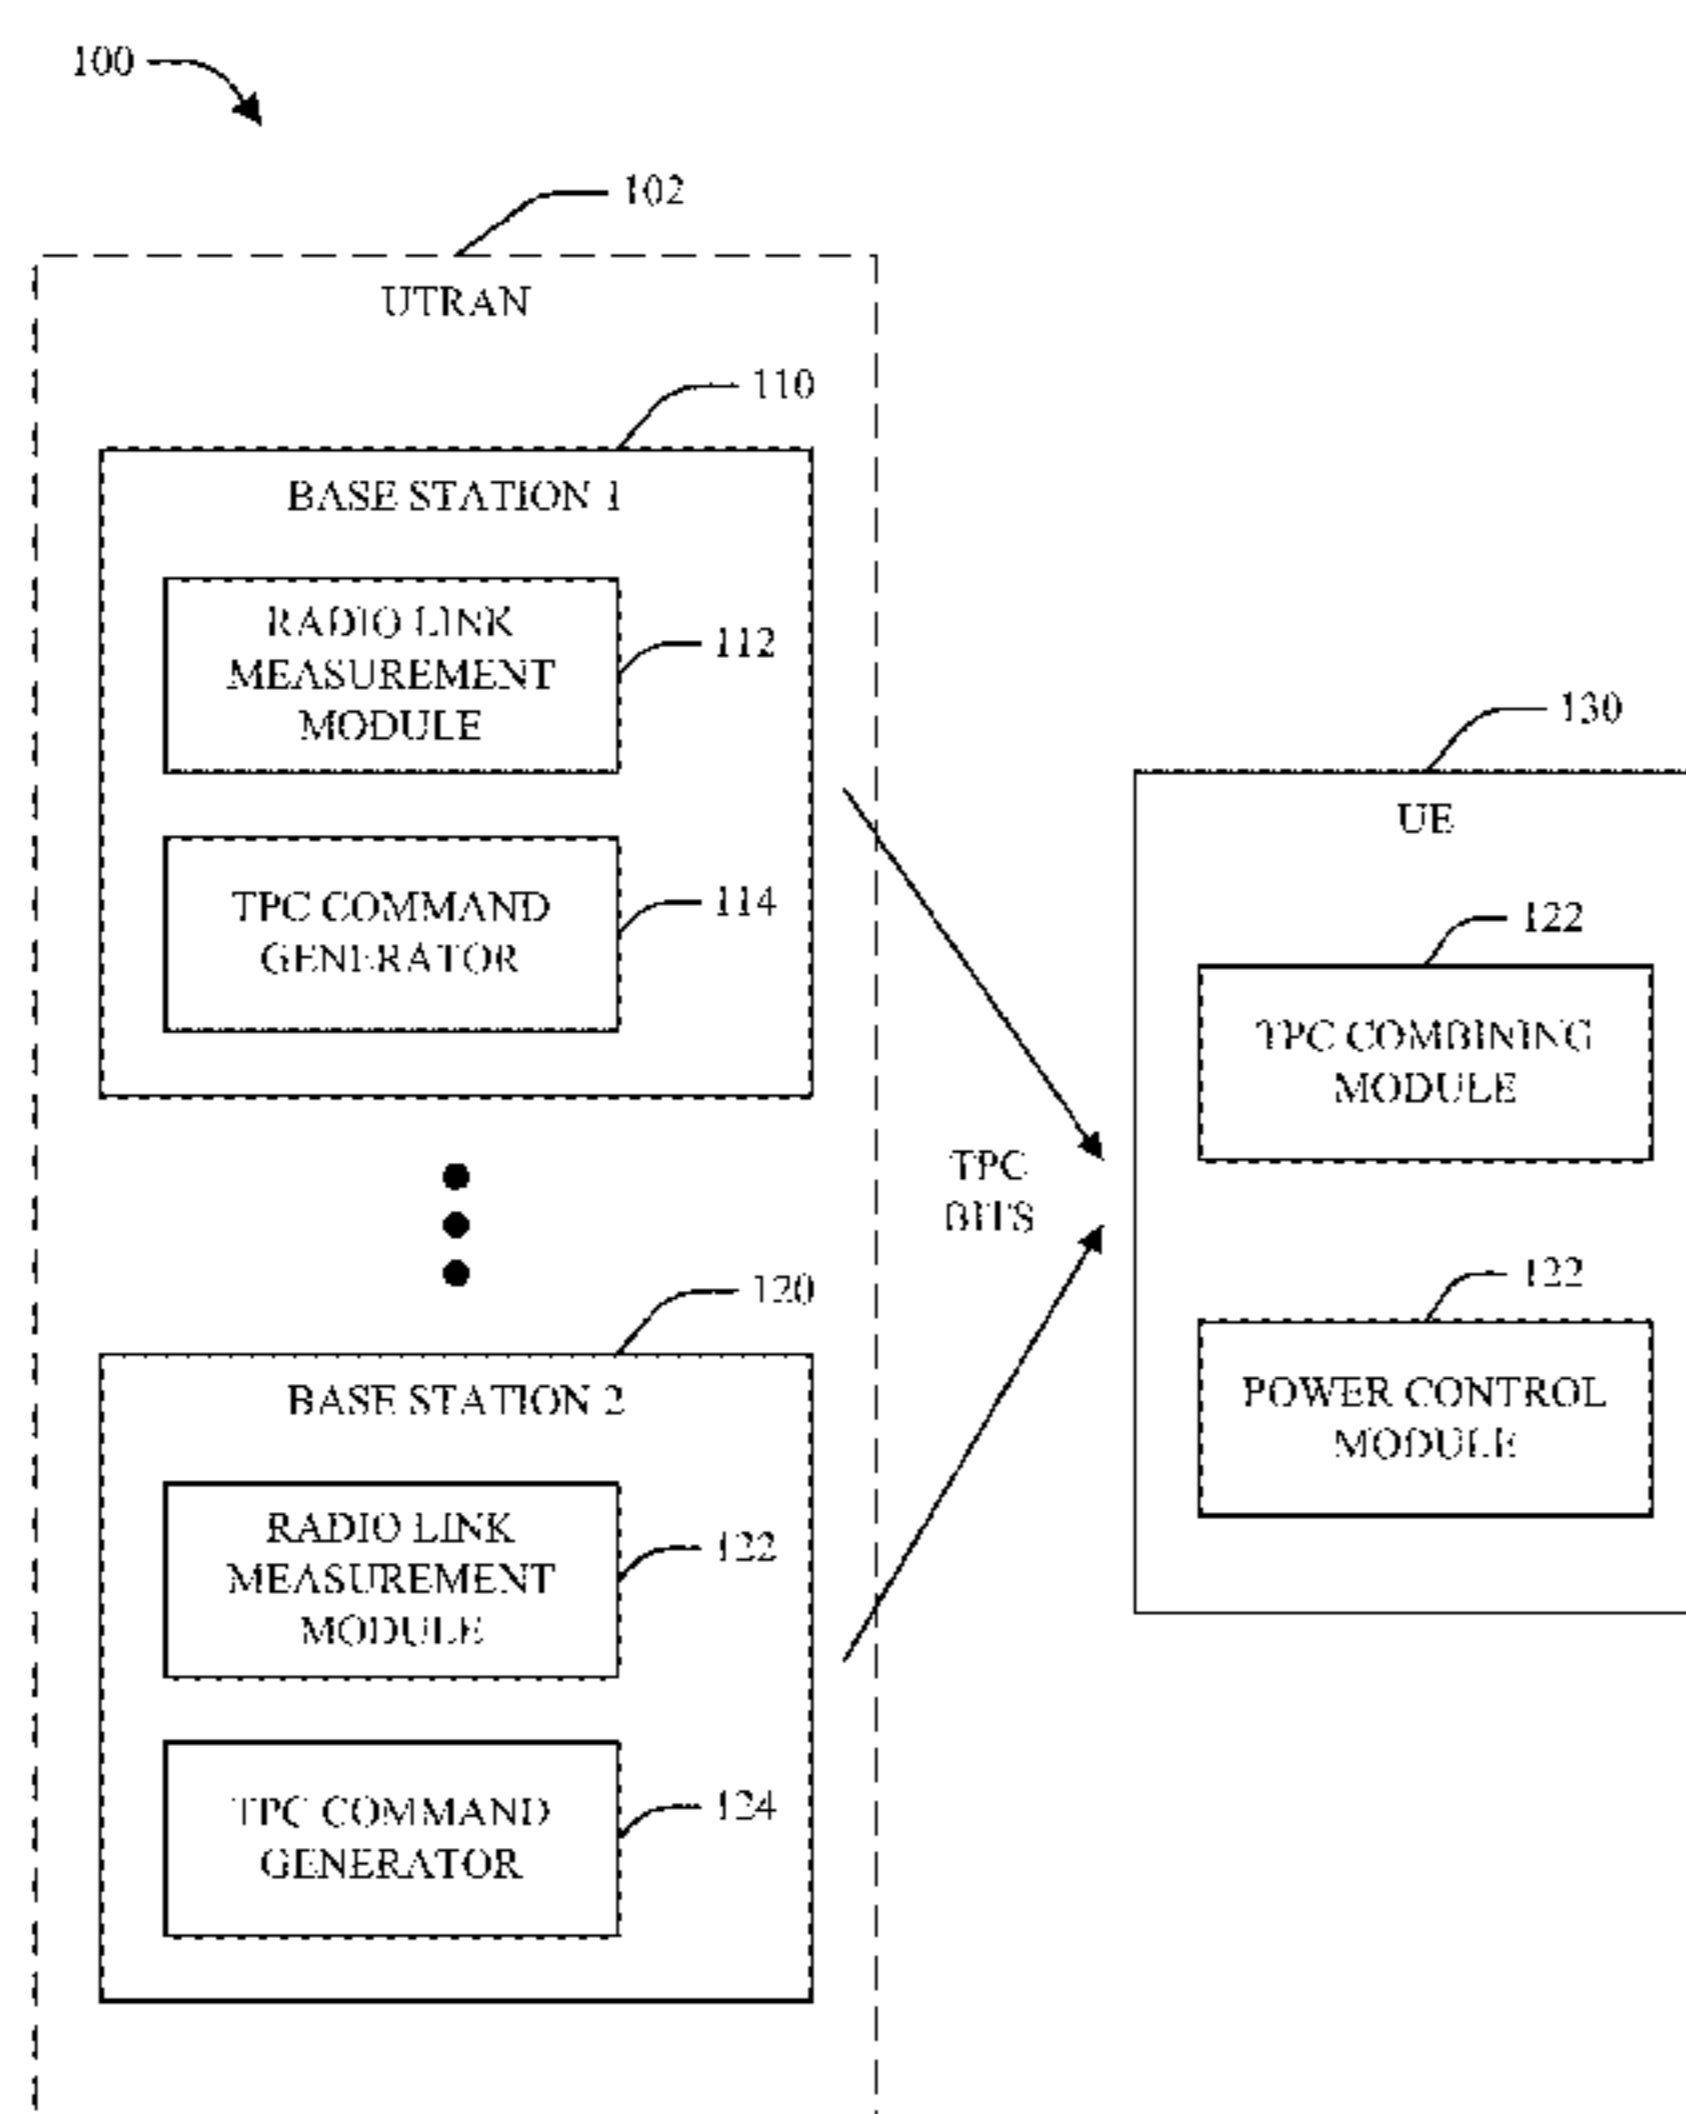 100
102
UTRAN
110
BASE STATION 1
RADIO LINK
MEASUREMENT
MODULE
112
TPC COMMAND
GENERATOR
114
120
BASE STATION 2
RADIO LINK
MEASUREMENT
MODULE
122
TPC COMMAND
GENERATOR
124
TPC
BITS
130
UE
122
TPC COMBINING
MODULE
122
POWER CONTROL
MODULE